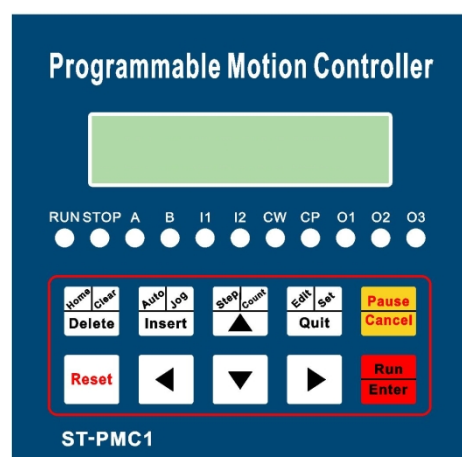 Programmable Motion Controller
RUN STOP A B I1 I2 CW CP O1 O2 O3
Home Clear Auto Jog Step Count Edit Set Pause
Delete Insert Quit Cancel
Reset Run
Enter
ST-PMC1